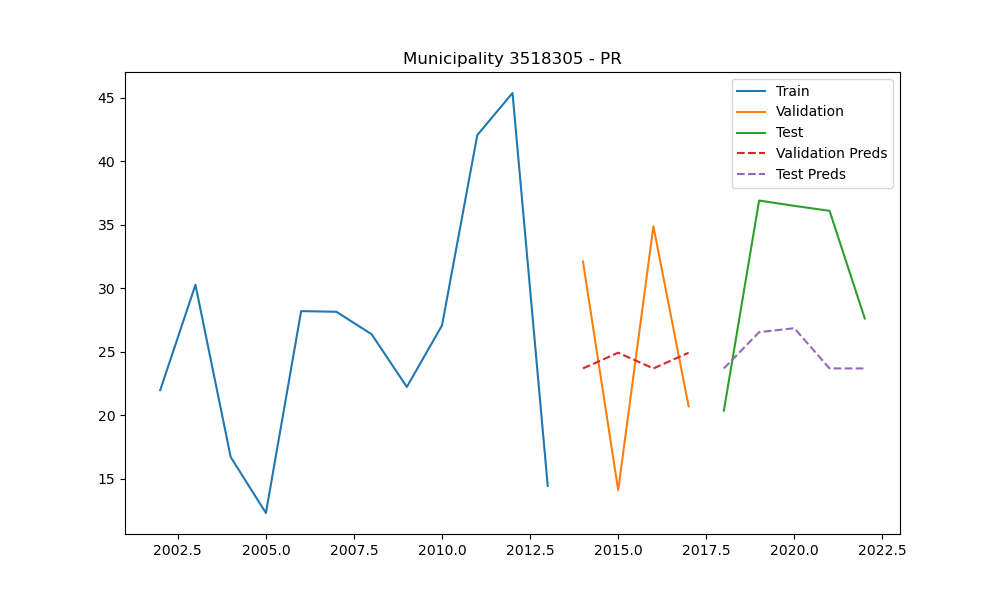 Municipality 3518305 - PR
Train
Validation
Test
Validation Preds
Test Preds
45
40
35
30
25
20
15
2002.5 2005.0 2007.5 2010.0 2012.5 2015.0 2017.5 2020.0 2022.5